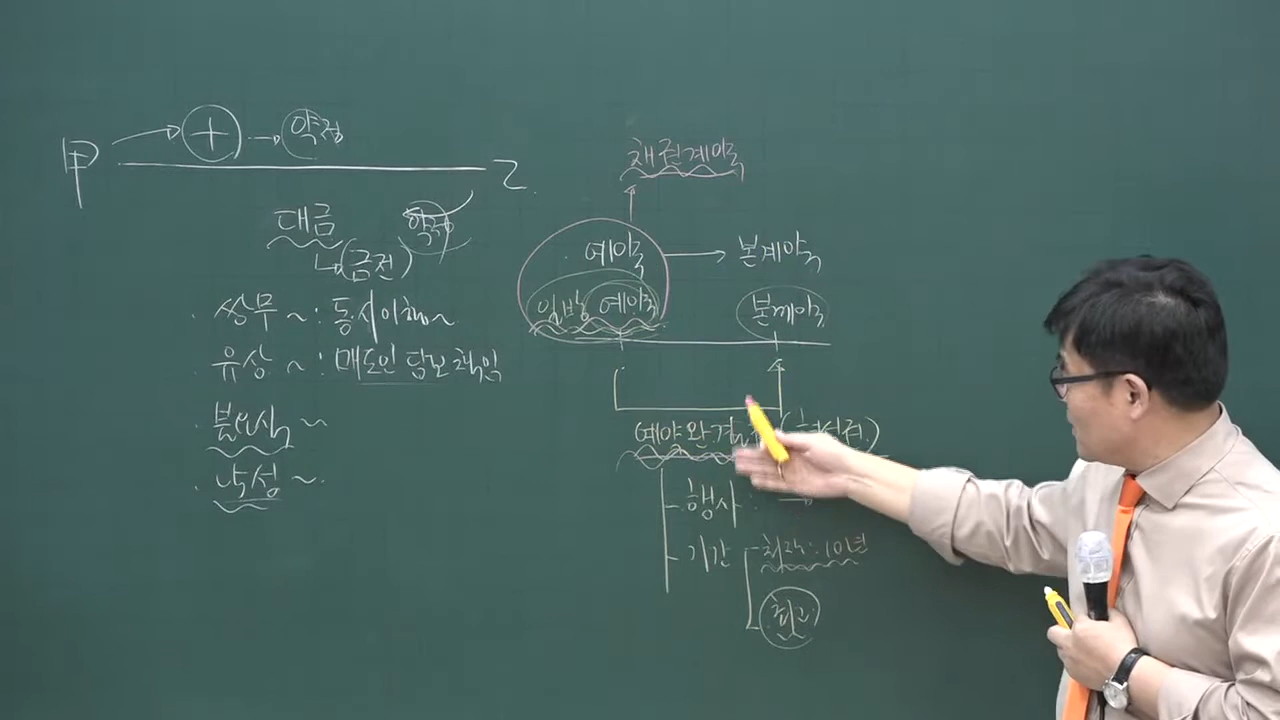 P → + → 약정 Z
대금 약정
↳(금전)
· 쌍무 ~ : 동시이행~
· 유상 ~ : 매도인 담보책임
· 불요식 ~
· 낙성 ~.
채권계약
예약 → 본계약
일방 예약 본계약
예약완결권 (형성권)
행사 : →
기간 최장 : 10년
최고